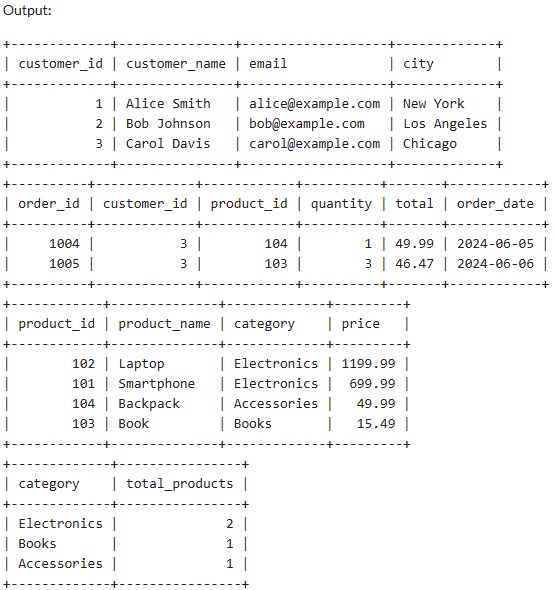 Output:
+-------------+---------------+-------------------+-------------+
| customer_id | customer_name | email             | city        |
+-------------+---------------+-------------------+-------------+
|           1 | Alice Smith   | alice@example.com | New York    |
|           2 | Bob Johnson   | bob@example.com   | Los Angeles |
|           3 | Carol Davis   | carol@example.com | Chicago     |
+-------------+---------------+-------------------+-------------+
+----------+-------------+------------+----------+-------+------------+
| order_id | customer_id | product_id | quantity | total | order_date |
+----------+-------------+------------+----------+-------+------------+
|     1004 |           3 |        104 |        1 | 49.99 | 2024-06-05 |
|     1005 |           3 |        103 |        3 | 46.47 | 2024-06-06 |
+----------+-------------+------------+----------+-------+------------+
+------------+--------------+-------------+---------+
| product_id | product_name | category    | price   |
+------------+--------------+-------------+---------+
|        102 | Laptop       | Electronics | 1199.99 |
|        101 | Smartphone   | Electronics |  699.99 |
|        104 | Backpack     | Accessories |   49.99 |
|        103 | Book         | Books       |   15.49 |
+------------+--------------+-------------+---------+
+-------------+----------------+
| category    | total_products |
+-------------+----------------+
| Electronics |              2 |
| Books       |              1 |
| Accessories |              1 |
+-------------+----------------+